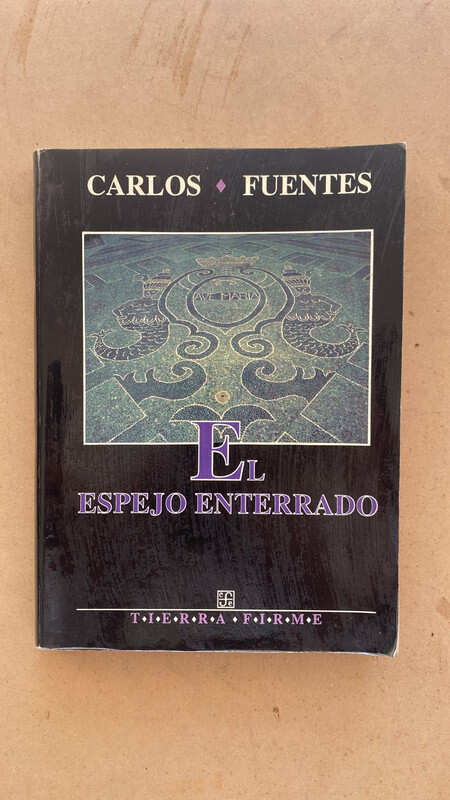 CARLOS ♦ FUENTES
AVE MARIA
EL
ESPEJO ENTERRADO
T♦I♦E♦R♦R♦A ♦F♦I♦R♦M♦E